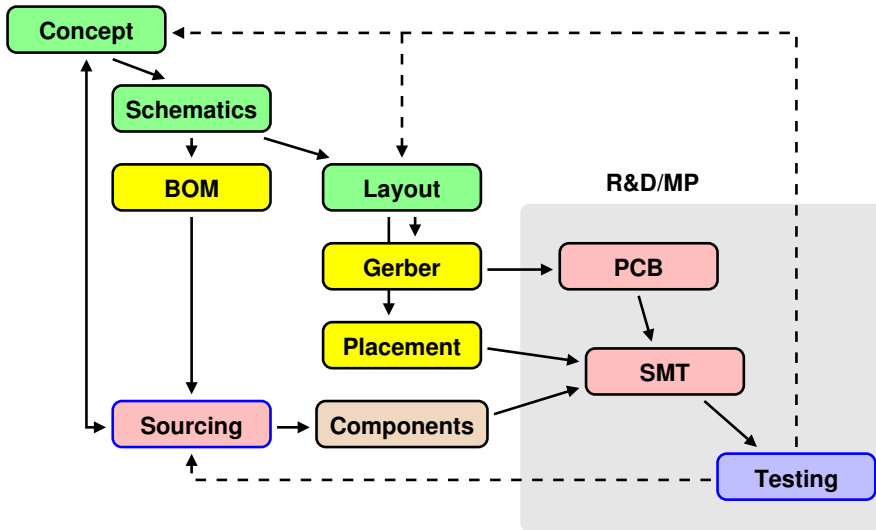 Concept
Schematics
BOM
Layout
R&D/MP
Gerber
PCB
Placement
SMT
Sourcing
Components
Testing